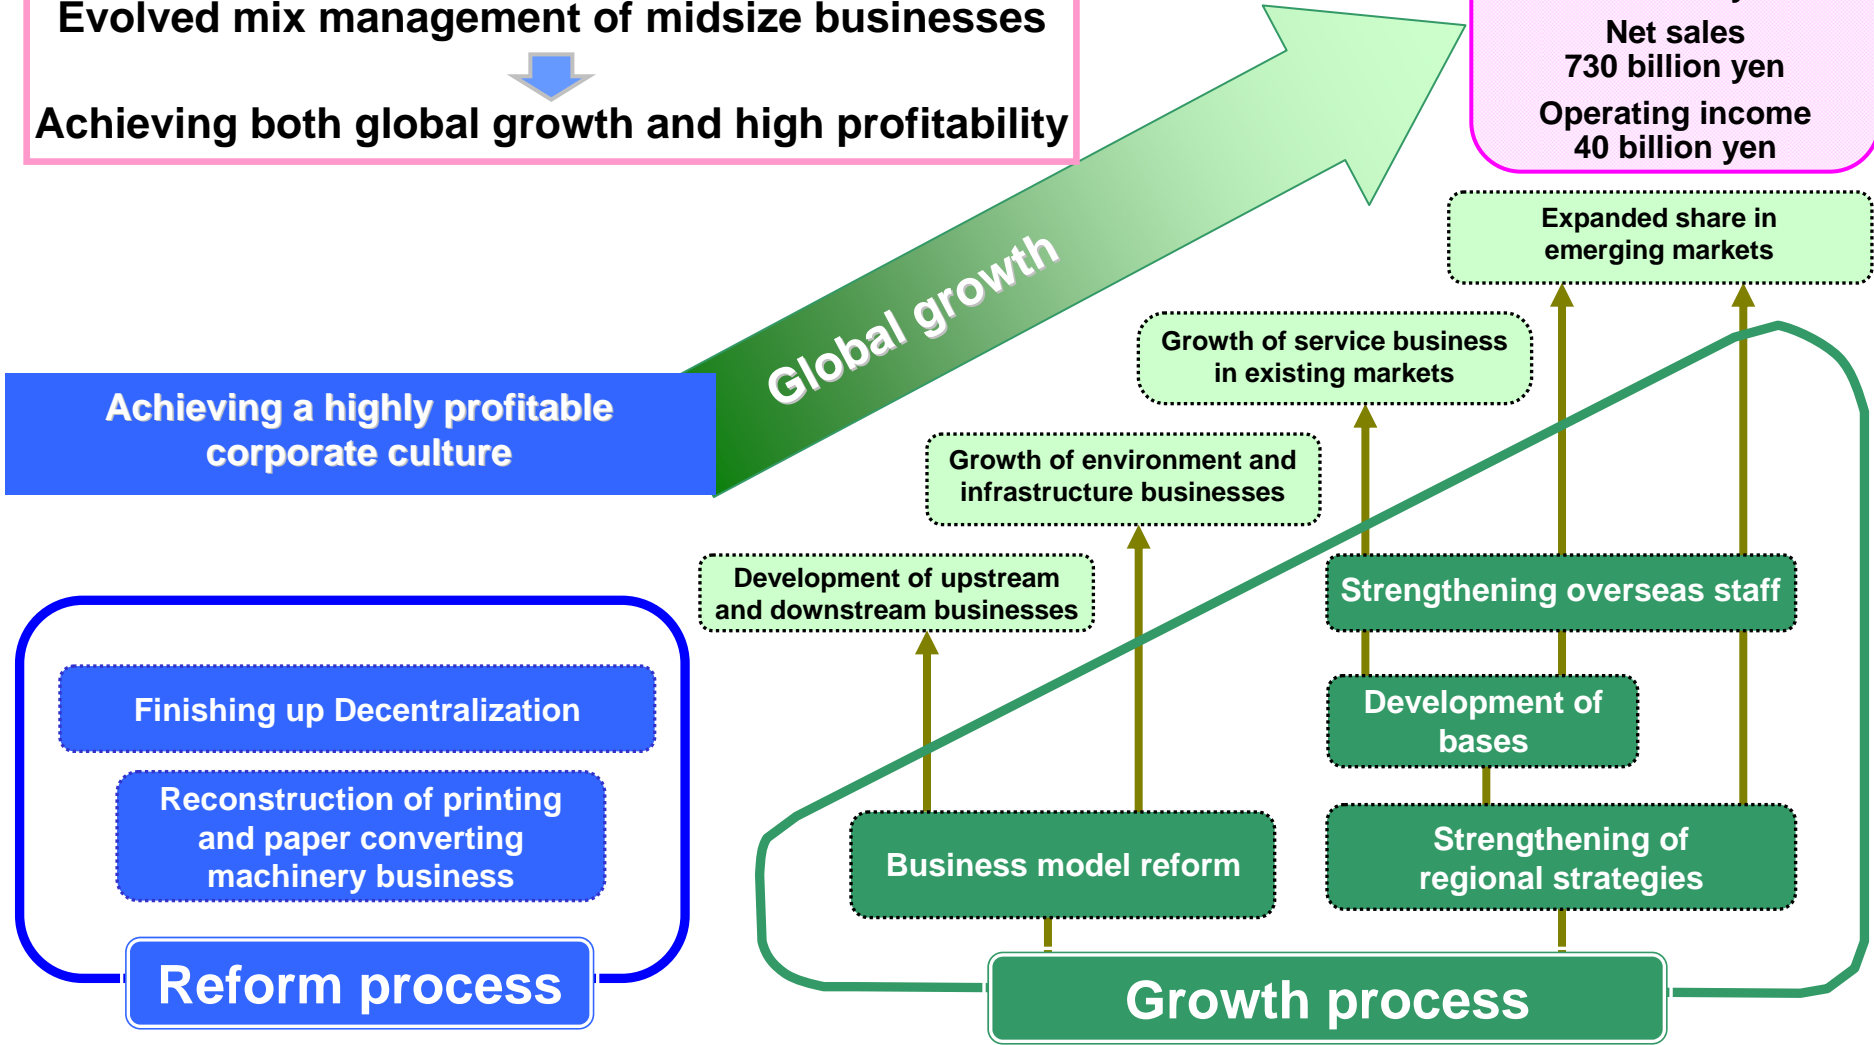 Evolved mix management of midsize businesses
Achieving both global growth and high profitability
Net sales
730 billion yen
Operating income
40 billion yen
Expanded share in
emerging markets
Global growth
Growth of service business
in existing markets
Achieving a highly profitable
corporate culture
Growth of environment and
infrastructure businesses
Development of upstream
and downstream businesses
Strengthening overseas staff
Finishing up Decentralization
Development of
bases
Reconstruction of printing
and paper converting
machinery business
Business model reform
Strengthening of
regional strategies
Reform process
Growth process